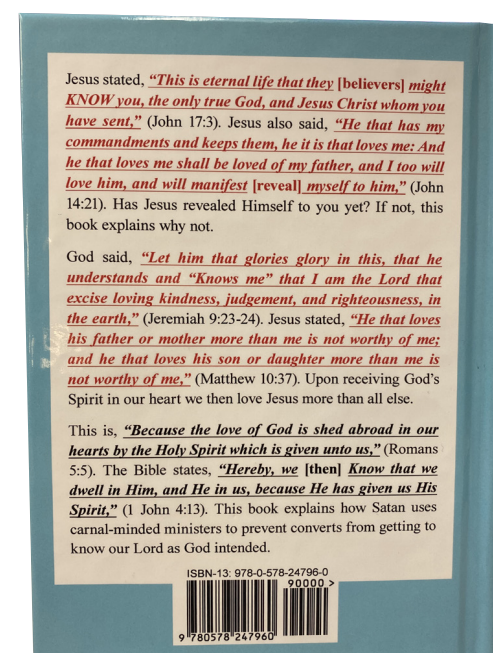 Jesus stated, “This is eternal life that they [believers] might
KNOW you, the only true God, and Jesus Christ whom you
have sent,” (John 17:3). Jesus also said, “He that has my
commandments and keeps them, he it is that loves me: And
he that loves me shall be loved of my father, and I too will
love him, and will manifest [reveal] myself to him,” (John
14:21). Has Jesus revealed Himself to you yet? If not, this
book explains why not.
God said, “Let him that glories glory in this, that he
understands and “Knows me” that I am the Lord that
excise loving kindness, judgement, and righteousness, in
the earth,” (Jeremiah 9:23-24). Jesus stated, “He that loves
his father or mother more than me is not worthy of me;
and he that loves his son or daughter more than me is
not worthy of me,” (Matthew 10:37). Upon receiving God’s
Spirit in our heart we then love Jesus more than all else.
This is, “Because the love of God is shed abroad in our
hearts by the Holy Spirit which is given unto us,” (Romans
5:5). The Bible states, “Hereby, we [then] Know that we
dwell in Him, and He in us, because He has given us His
Spirit,” (1 John 4:13). This book explains how Satan uses
carnal-minded ministers to prevent converts from getting to
know our Lord as God intended.
ISBN-13: 978-0-578-24796-0
90000 >
9 780578 247960